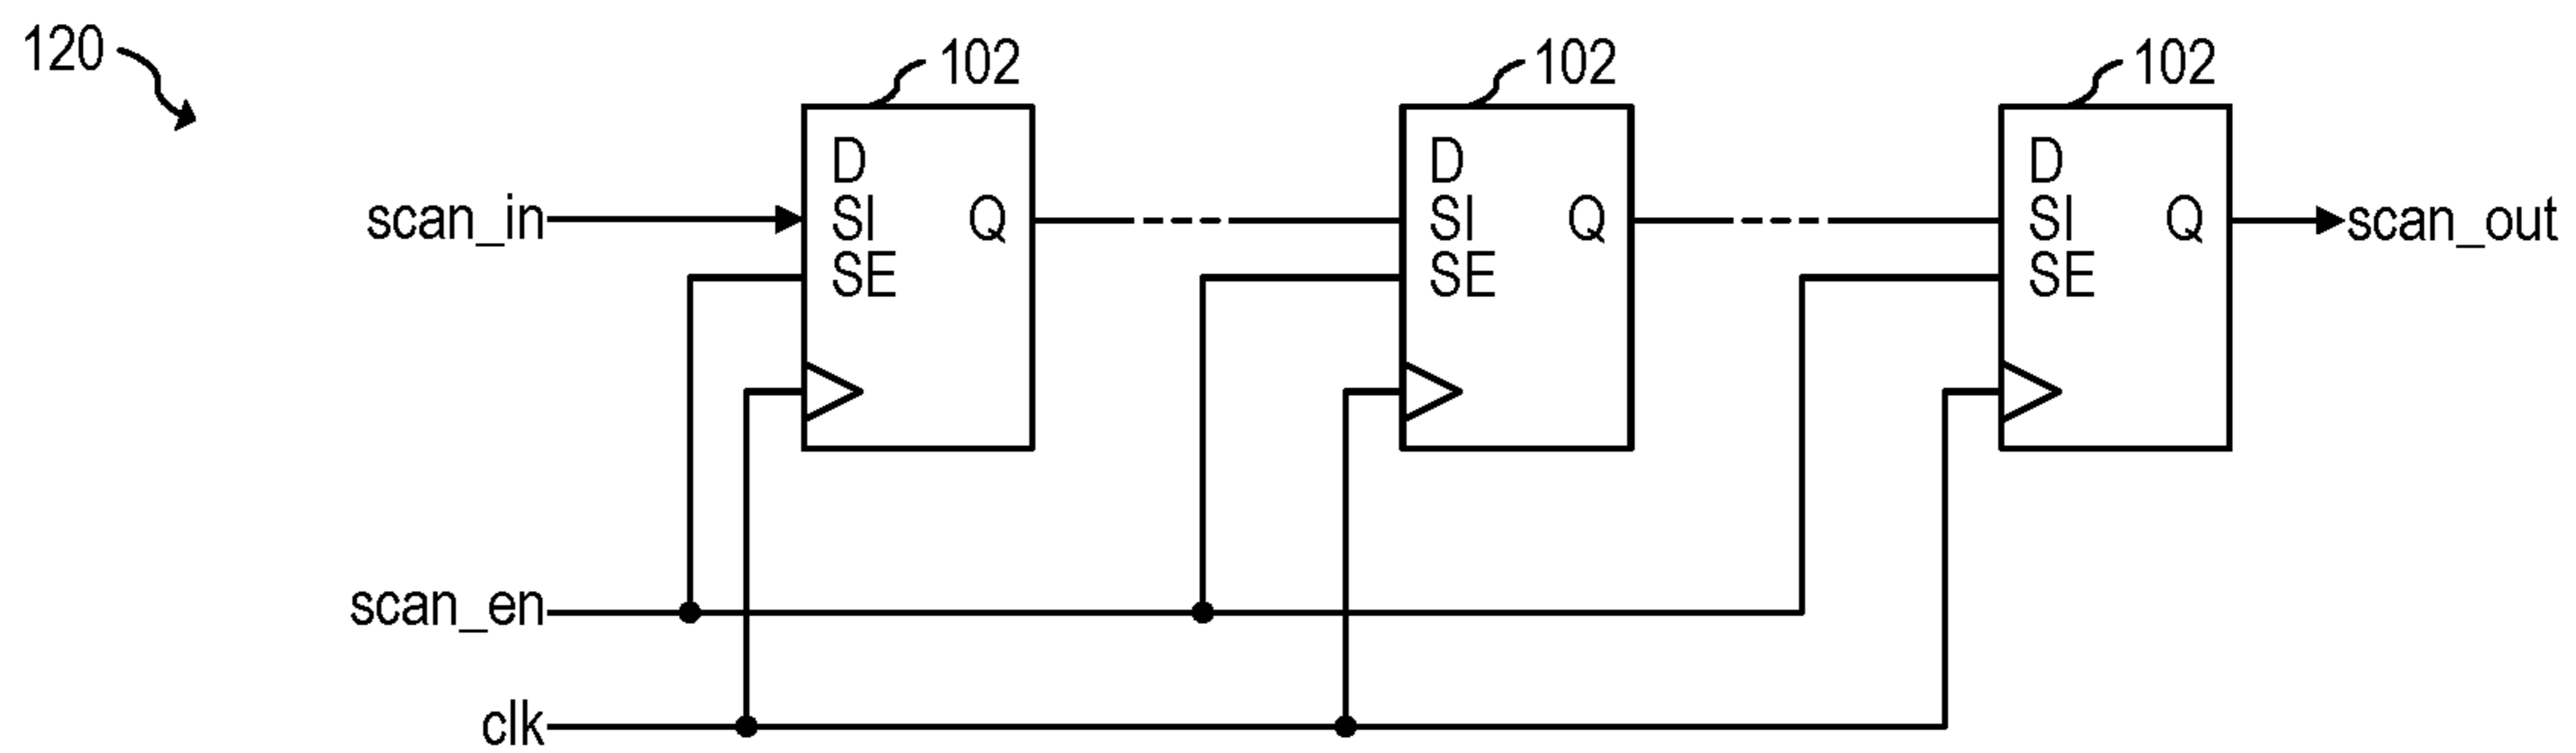 120
102 102 102
D D D
scan_in SI Q SI Q SI Q scan_out
SE SE SE
scan_en
clk